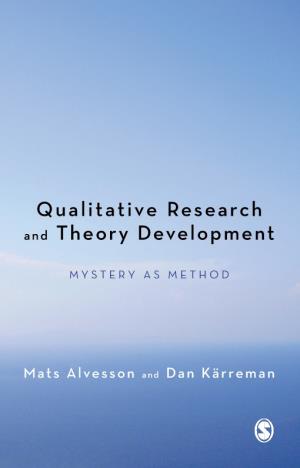 Qualitative Research
and Theory Development
MYSTERY AS METHOD
Mats Alvesson and Dan Kärreman